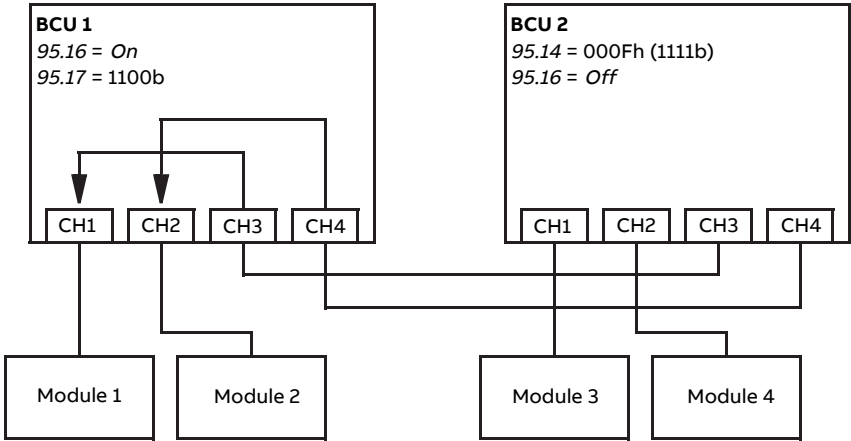 BCU 1
95.16 = On
95.17 = 1100b
BCU 2
95.14 = 000Fh (1111b)
95.16 = Off
CH1 CH2 CH3 CH4
CH1 CH2 CH3 CH4
Module 1 Module 2 Module 3 Module 4